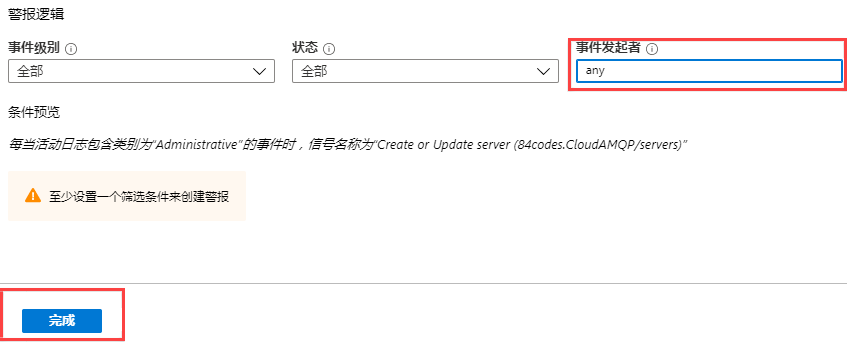 警报逻辑
事件级别 状态 事件发起者
全部 全部 any
条件预览
每当活动日志包含类别为“Administrative”的事件时，信号名称为“Create or Update server (84codes.CloudAMQP/servers)”
至少设置一个筛选条件来创建警报
完成